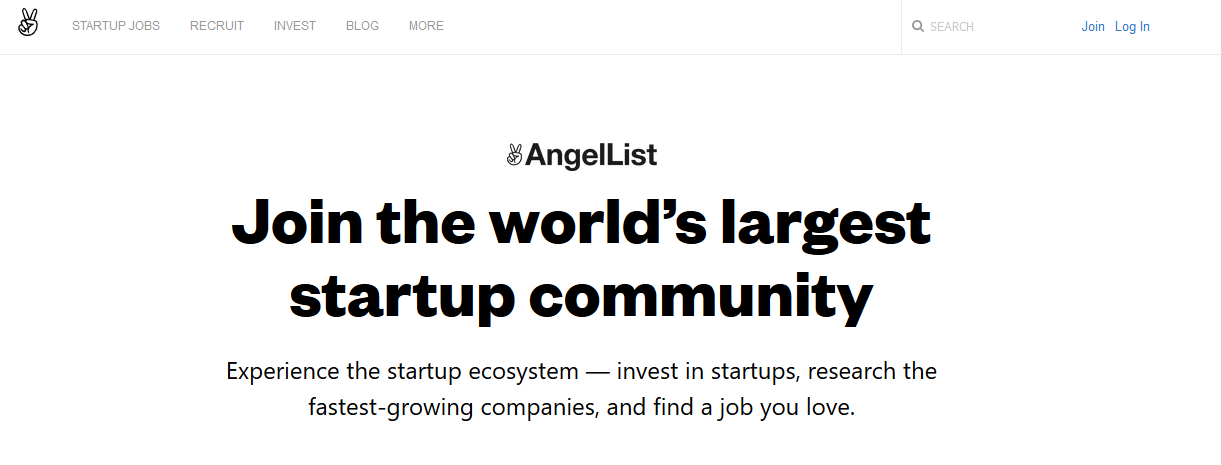 STARTUP JOBS RECRUIT INVEST BLOG MORE SEARCH Join Log In
AngelList
Join the world’s largest
startup community
Experience the startup ecosystem — invest in startups, research the
fastest-growing companies, and find a job you love.